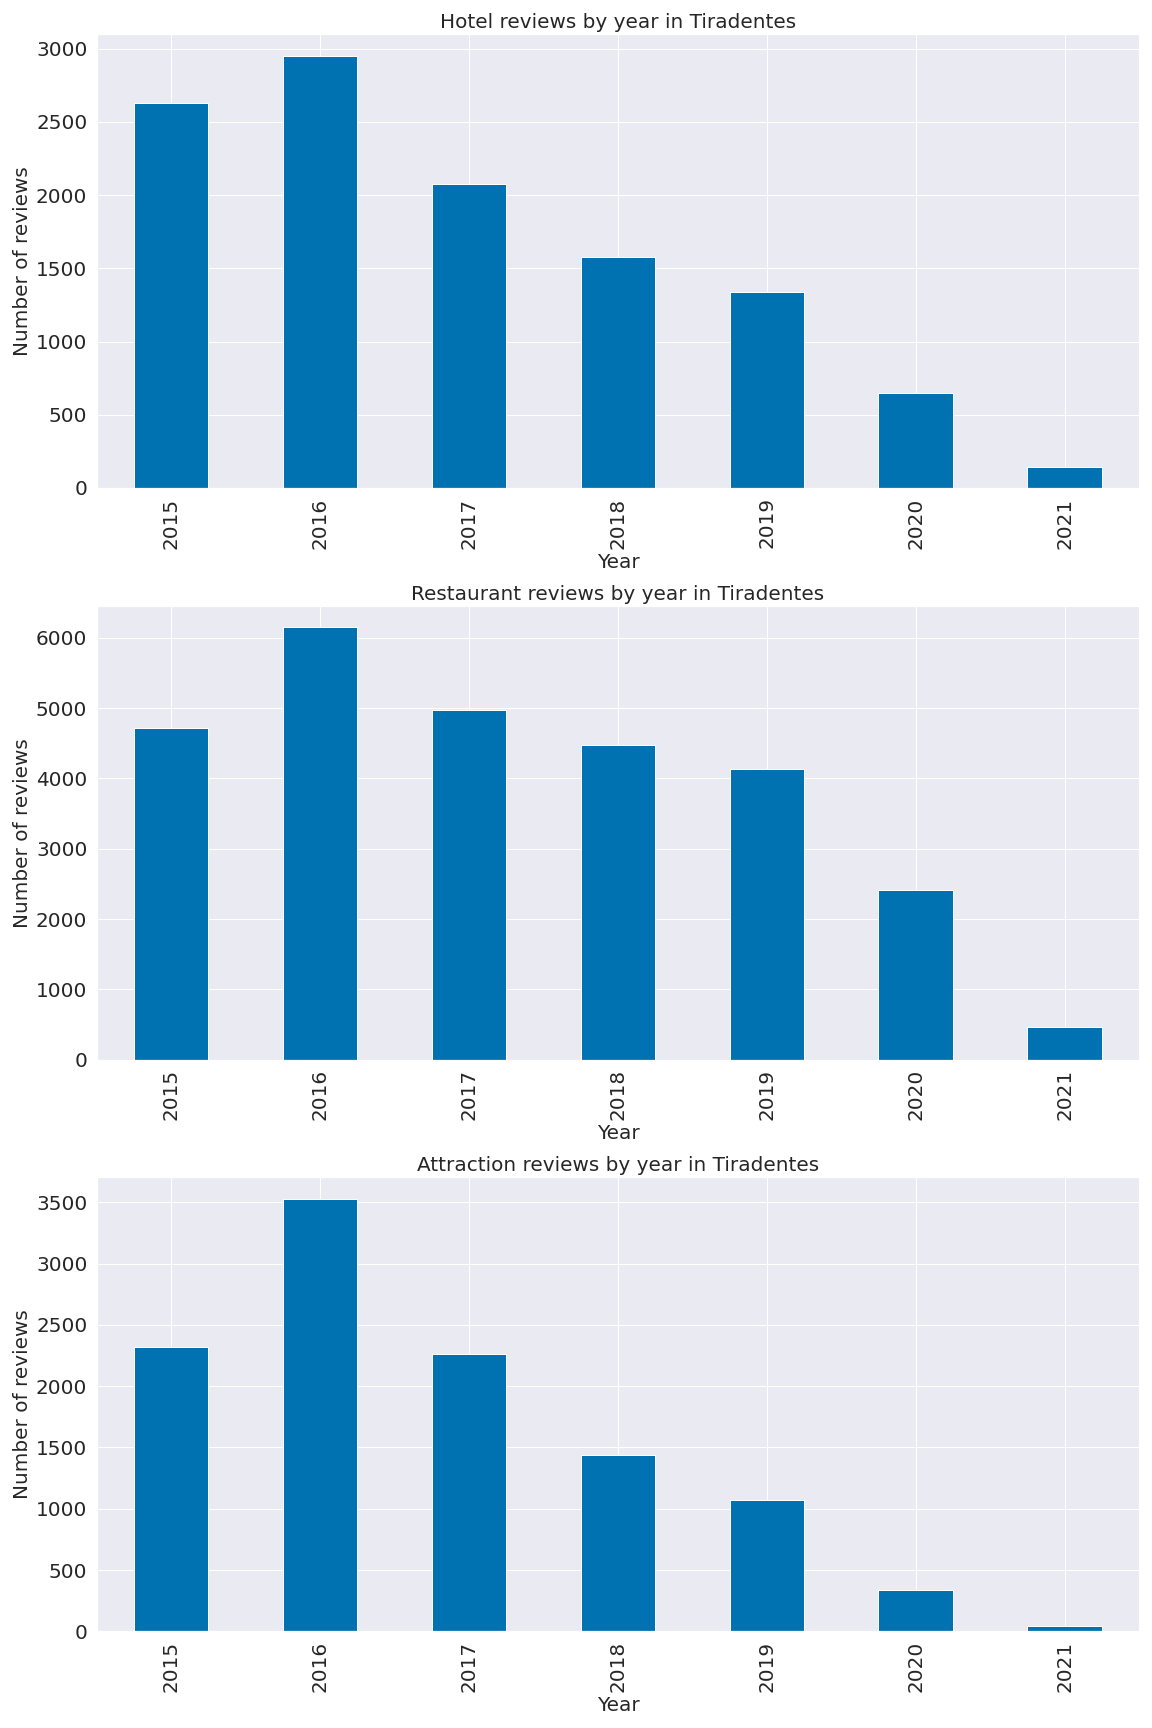 Hotel reviews by year in Tiradentes
Number of reviews
3000
2500
2000
1500
1000
500
0
2015 2016 2017 2018 2019 2020 2021
Year
Restaurant reviews by year in Tiradentes
Number of reviews
6000
5000
4000
3000
2000
1000
0
2015 2016 2017 2018 2019 2020 2021
Year
Attraction reviews by year in Tiradentes
Number of reviews
3500
3000
2500
2000
1500
1000
500
0
2015 2016 2017 2018 2019 2020 2021
Year